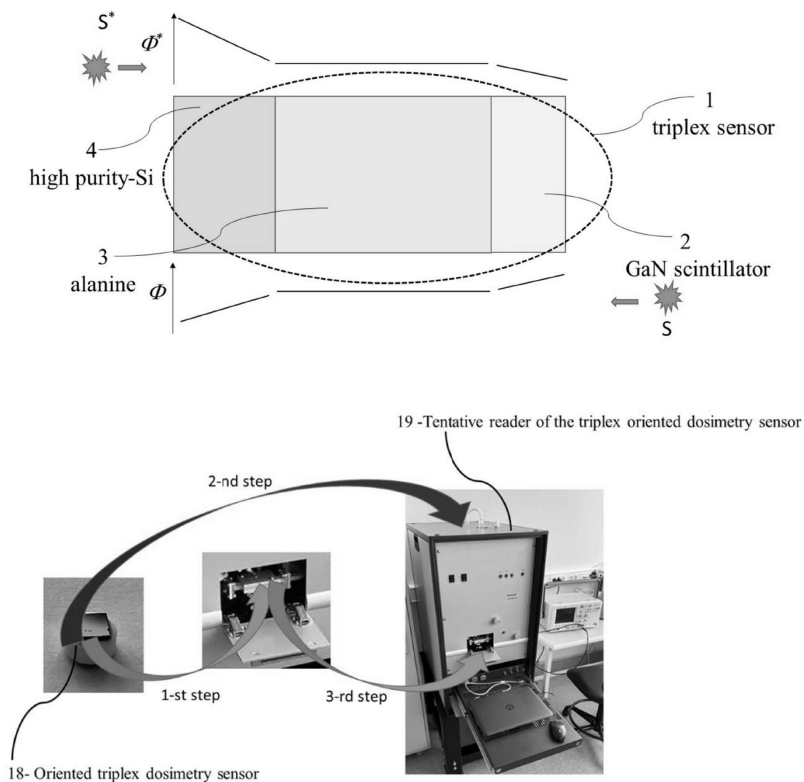 S*
Φ*
1
triplex sensor
4
high purity-Si
3
alanine
2
GaN scintillator
Φ
S
19 -Tentative reader of the triplex oriented dosimetry sensor
2-nd step
1-st step
3-rd step
18- Oriented triplex dosimetry sensor